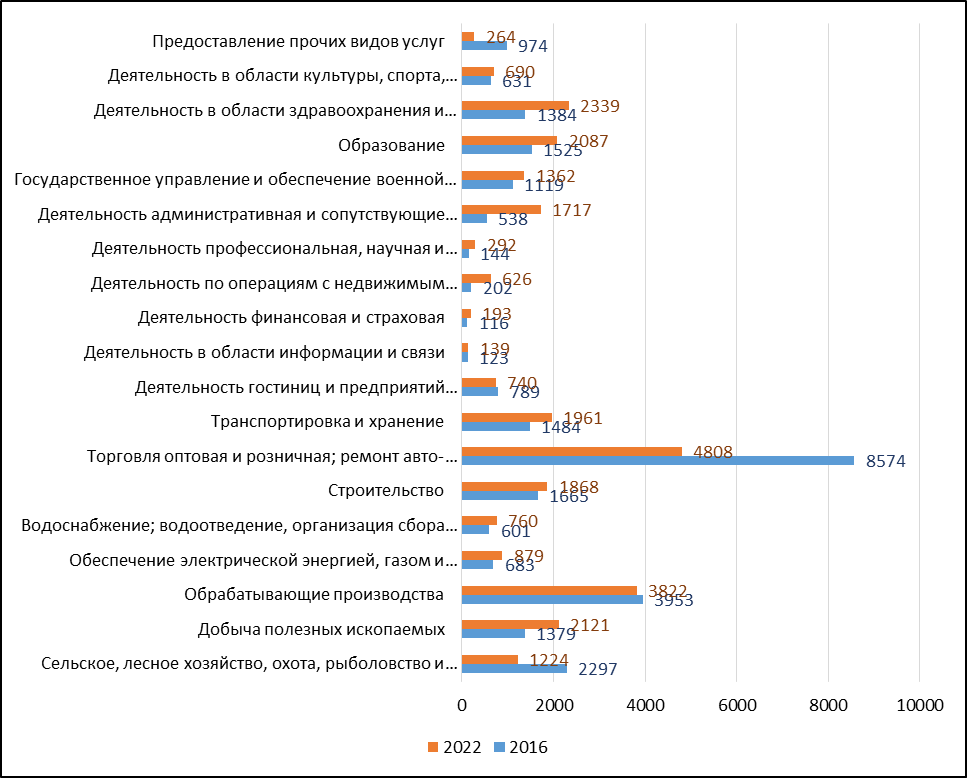 Предоставление прочих видов услуг 264 974
Деятельность в области культуры, спорта,... 690 631
Деятельность в области здравоохранения и... 2339 1384
Образование 2087 1525
Государственное управление и обеспечение военной... 1362 1119
Деятельность административная и сопутствующие... 1717 538
Деятельность профессиональная, научная и... 292 144
Деятельность по операциям с недвижимым... 626 202
Деятельность финансовая и страховая 193 116
Деятельность в области информации и связи 139 123
Деятельность гостиниц и предприятий... 740 789
Транспортировка и хранение 1961 1484
Торговля оптовая и розничная; ремонт авто-... 4808 8574
Строительство 1868 1665
Водоснабжение; водоотведение, организация сбора... 760 601
Обеспечение электрической энергией, газом и... 879 683
Обрабатывающие производства 3822 3953
Добыча полезных ископаемых 2121 1379
Сельское, лесное хозяйство, охота, рыболовство и... 1224 2297
0 2000 4000 6000 8000 10000
2022 2016